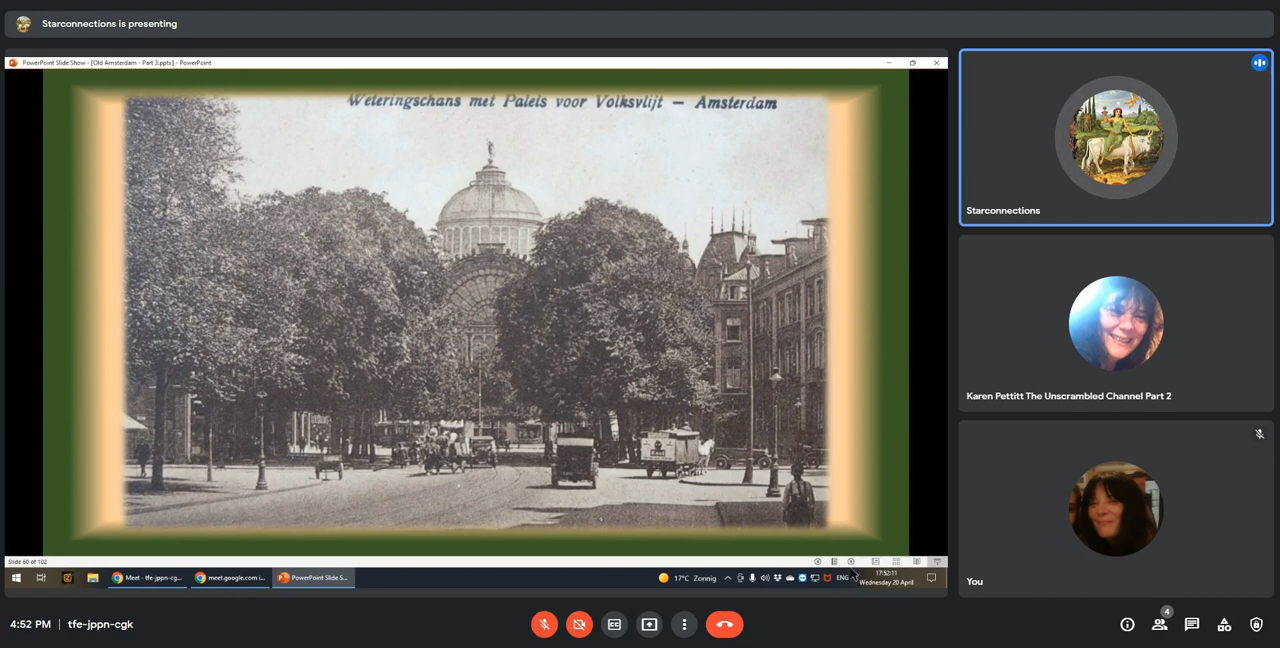 Starconnections is presenting
PowerPoint Slide Show - [Old Amsterdam - Part 3.pptx] - PowerPoint
Weteringschans met Paleis voor Volksvlijt — Amsterdam
Starconnections
Karen Pettitt The Unscrambled Channel Part 2
You
Slide 60 of 102
Meet - tfe-jppn-cg...
meet.google.com i...
PowerPoint Slide S...
17°C Zonnig
ENG
17:52:11
Wednesday 20 April
4:52 PM | tfe-jppn-cgk
4